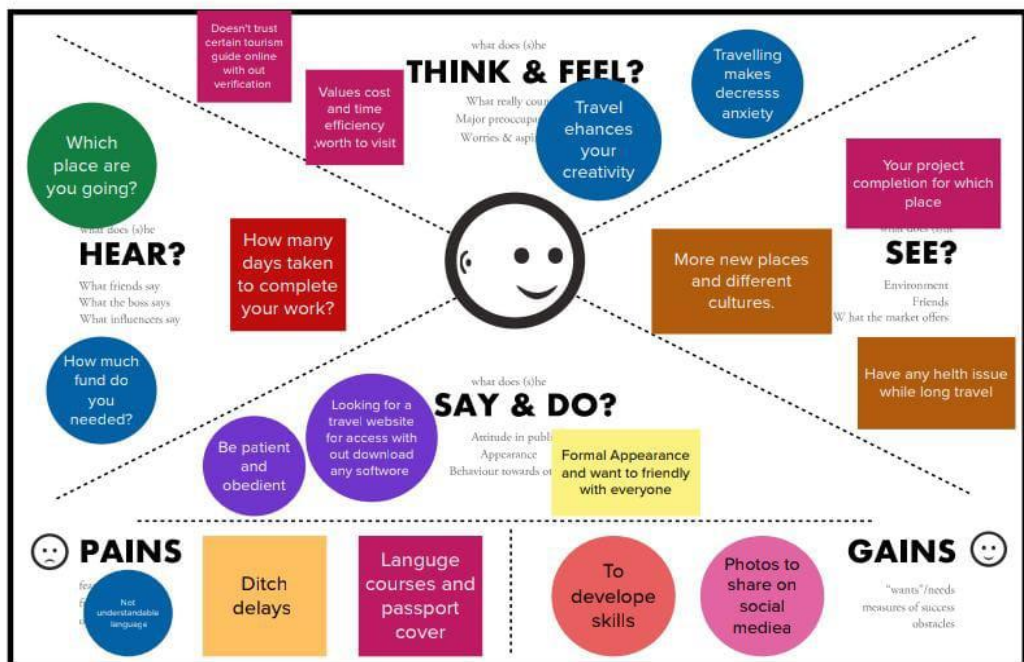 Doesn't trust
certain tourism
guide online
with out
verification
Values cost
and time
efficiency
,worth to visit
what does (s)he
THINK & FEEL?
What really coun
Major preoccupa
Worries & aspi
Travel
ehances
your
creativity
Travelling
makes
decresss
anxiety
Which
place are
you going?
what does (s)he
HEAR?
What friends say
What the boss says
What influencers say
How many
days taken
to complete
your work?
How much
fund do
you
needed?
Your project
completion for which
place
SEE?
Environment
Friends
W hat the market offers
More new places
and different
cultures.
Have any helth issue
while long travel
what does (s)he
SAY & DO?
Attitude in publi
Appearance
Behaviour towards ot
Be patient
and
obedient
Looking for a
travel website
for access with
out download
any softwore
Formal Appearance
and want to friendly
with everyone
PAINS
Not
understandable
language
Ditch
delays
Languge
courses and
passport
cover
GAINS
"wants"/needs
measures of success
obstacles
To
develope
skills
Photos to
share on
social
mediea